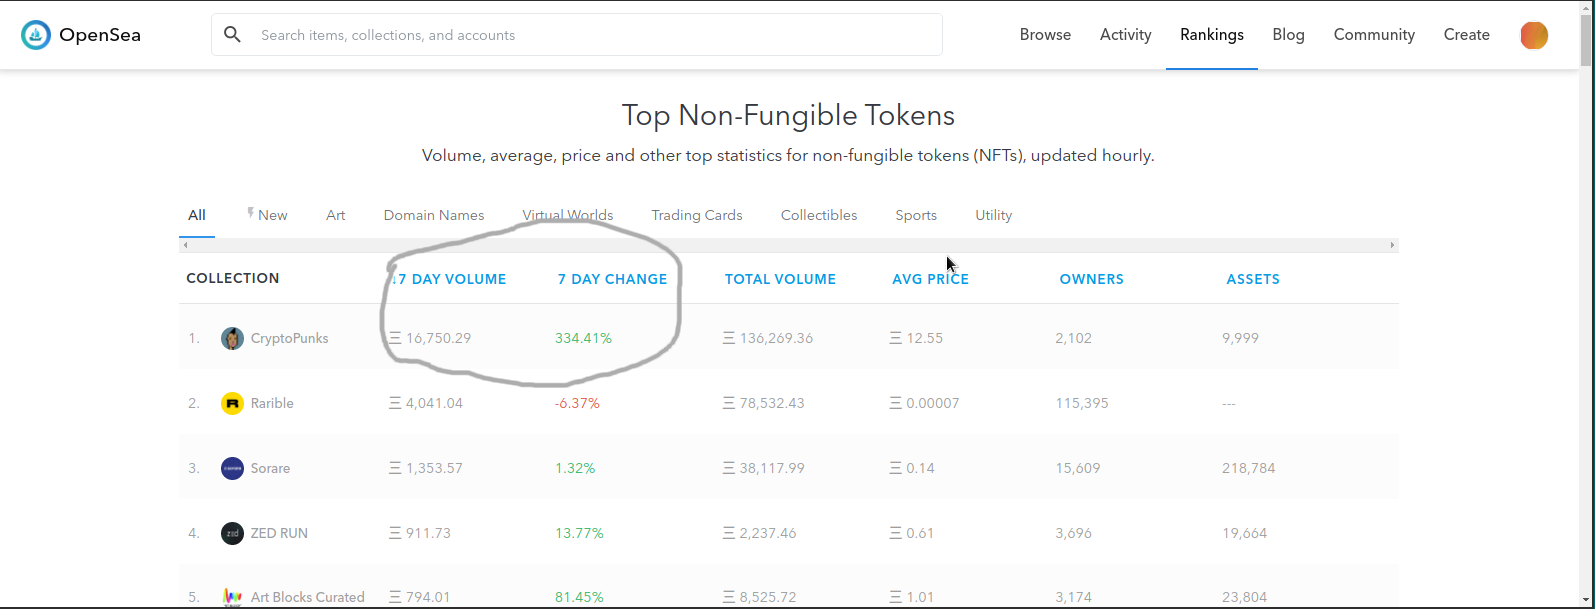 OpenSea Search items, collections, and accounts Browse Activity Rankings Blog Community Create
Top Non-Fungible Tokens
Volume, average, price and other top statistics for non-fungible tokens (NFTs), updated hourly.
All New Art Domain Names Virtual Worlds Trading Cards Collectibles Sports Utility
COLLECTION 7 DAY VOLUME 7 DAY CHANGE TOTAL VOLUME AVG PRICE OWNERS ASSETS
1. CryptoPunks Ξ 16,750.29 334.41% Ξ 136,269.36 Ξ 12.55 2,102 9,999
2. Rarible Ξ 4,041.04 -6.37% Ξ 78,532.43 Ξ 0.00007 115,395 ---
3. Sorare Ξ 1,353.57 1.32% Ξ 38,117.99 Ξ 0.14 15,609 218,784
4. ZED RUN Ξ 911.73 13.77% Ξ 2,237.46 Ξ 0.61 3,696 19,664
5. Art Blocks Curated Ξ 794.01 81.45% Ξ 8,525.72 Ξ 1.01 3,174 23,804